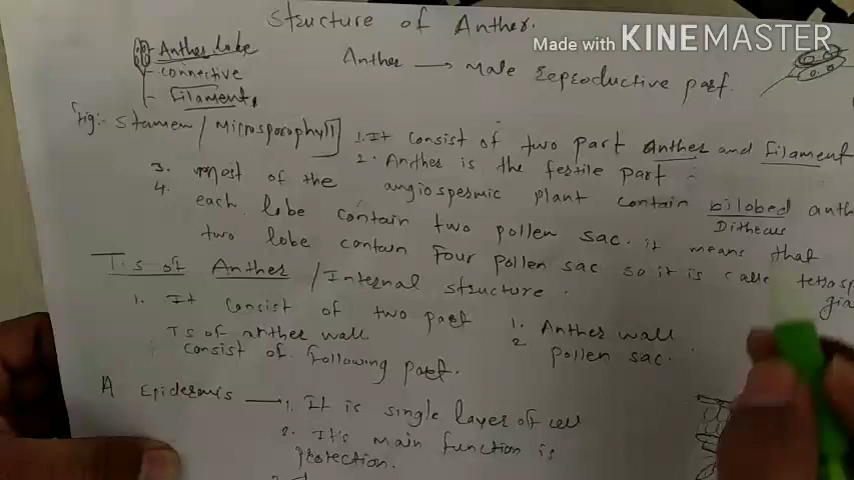 Structure of Anther.
Made with KINEMASTER
Anther lobe
connective
Filament
Anther → Male Reproductive part.
Fig:- Stamen / Microsporophyll
1. It consist of two part Anther and Filament
2. Anther is the fertile part
3. most of the angiospermic plant contain bilobed anth
Dithecus
4. each lobe contain two pollen sac. it means that
two lobe contain Four pollen sac so it is calle tetrasp
gia
T.s of Anther / Internal structure.
1. It consist of two part
1. Anther wall
2 pollen sac.
Ts of anther wall
consist of following part.
A Epidermis → 1. It is single layer of cell
2. It's main function is
protection.